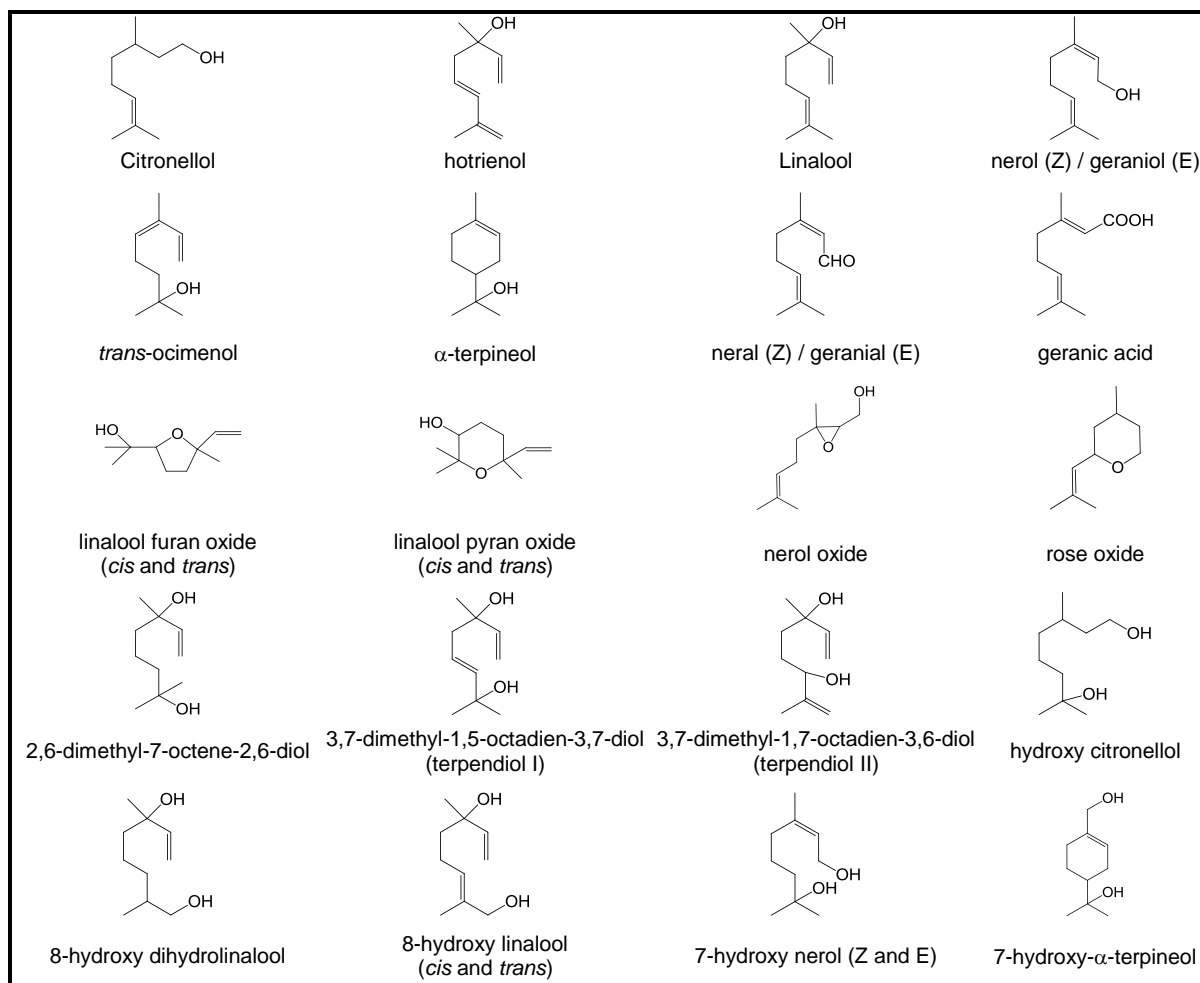 OH
OH
OH
OH
Citronellol
hotrienol
Linalool
nerol (Z) / geraniol (E)
OH
OH
CHO
COOH
trans-ocimenol
α-terpineol
neral (Z) / geranial (E)
geranic acid
HO
O
HO
O
OH
O
O
linalool furan oxide
(cis and trans)
linalool pyran oxide
(cis and trans)
nerol oxide
rose oxide
OH
OH
OH
OH
OH
OH
OH
OH
2,6-dimethyl-7-octene-2,6-diol
3,7-dimethyl-1,5-octadien-3,7-diol
(terpendiol I)
3,7-dimethyl-1,7-octadien-3,6-diol
(terpendiol II)
hydroxy citronellol
OH
OH
OH
OH
OH
OH
OH
OH
8-hydroxy dihydrolinalool
8-hydroxy linalool
(cis and trans)
7-hydroxy nerol (Z and E)
7-hydroxy-α-terpineol